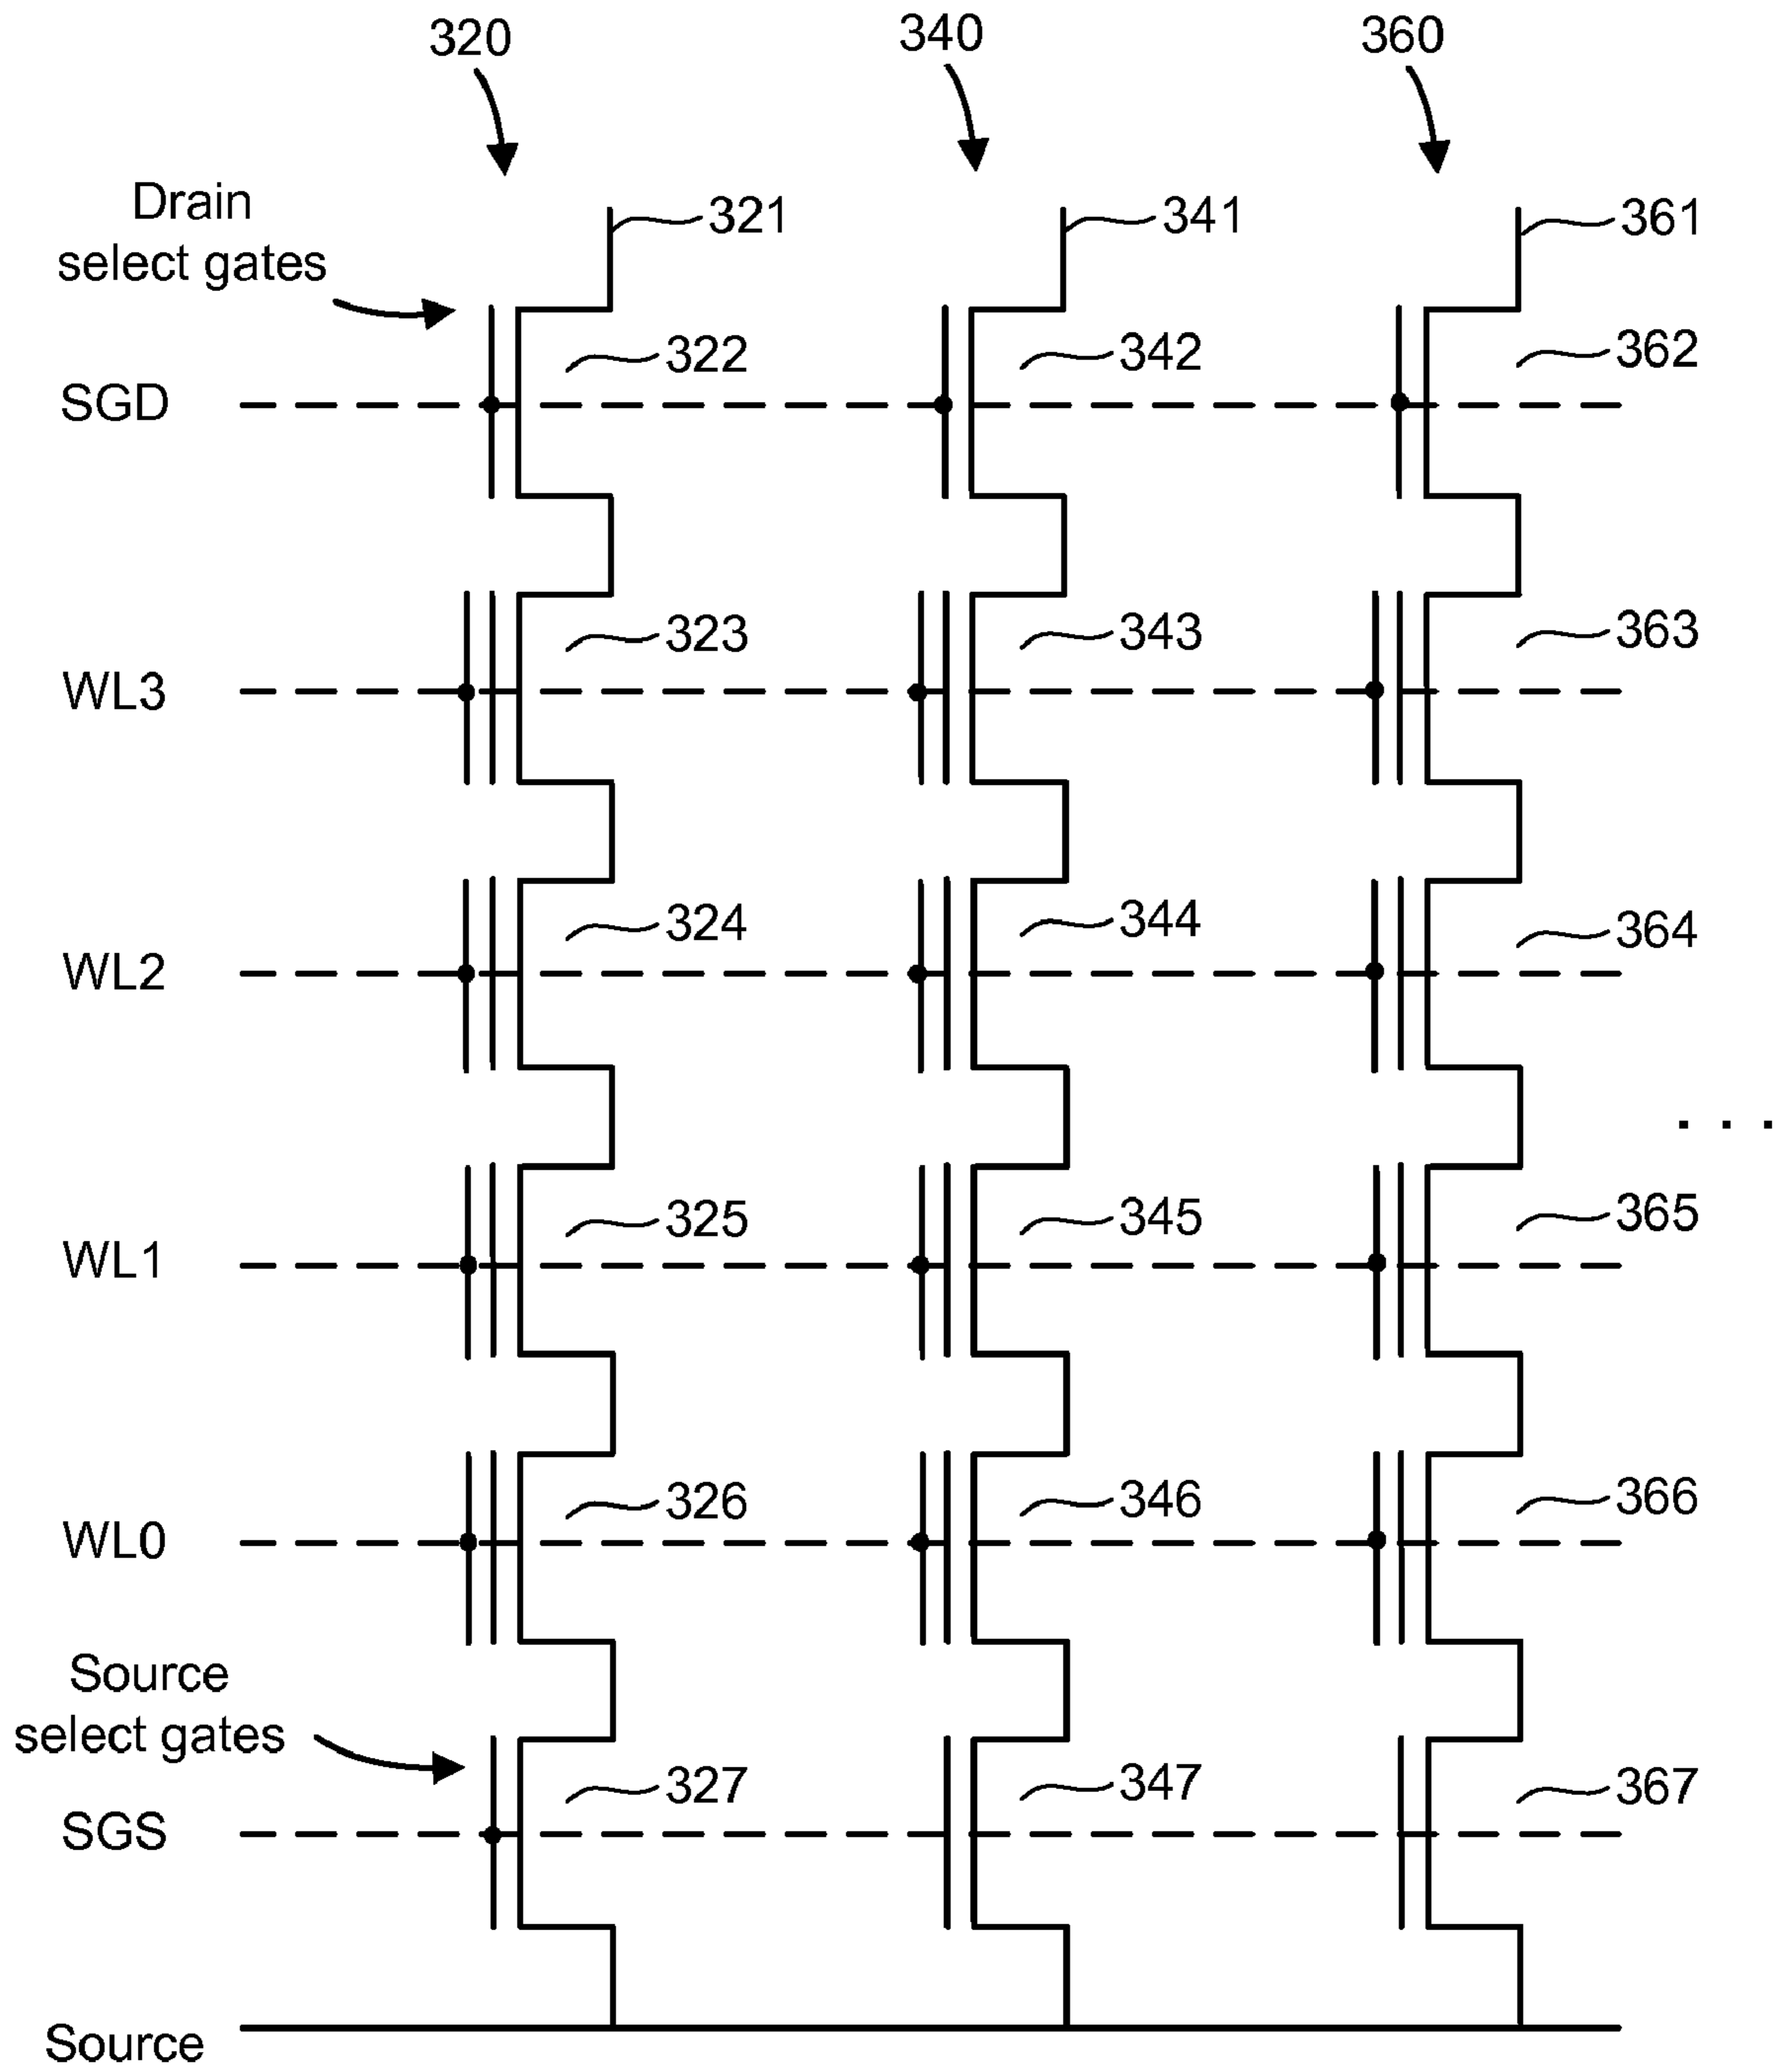 320 340 360
Drain
select gates
321 341 361
322 342 362
SGD
323 343 363
WL3
324 344 364
WL2
. . .
325 345 365
WL1
326 346 366
WL0
Source
select gates
327 347 367
SGS
Source